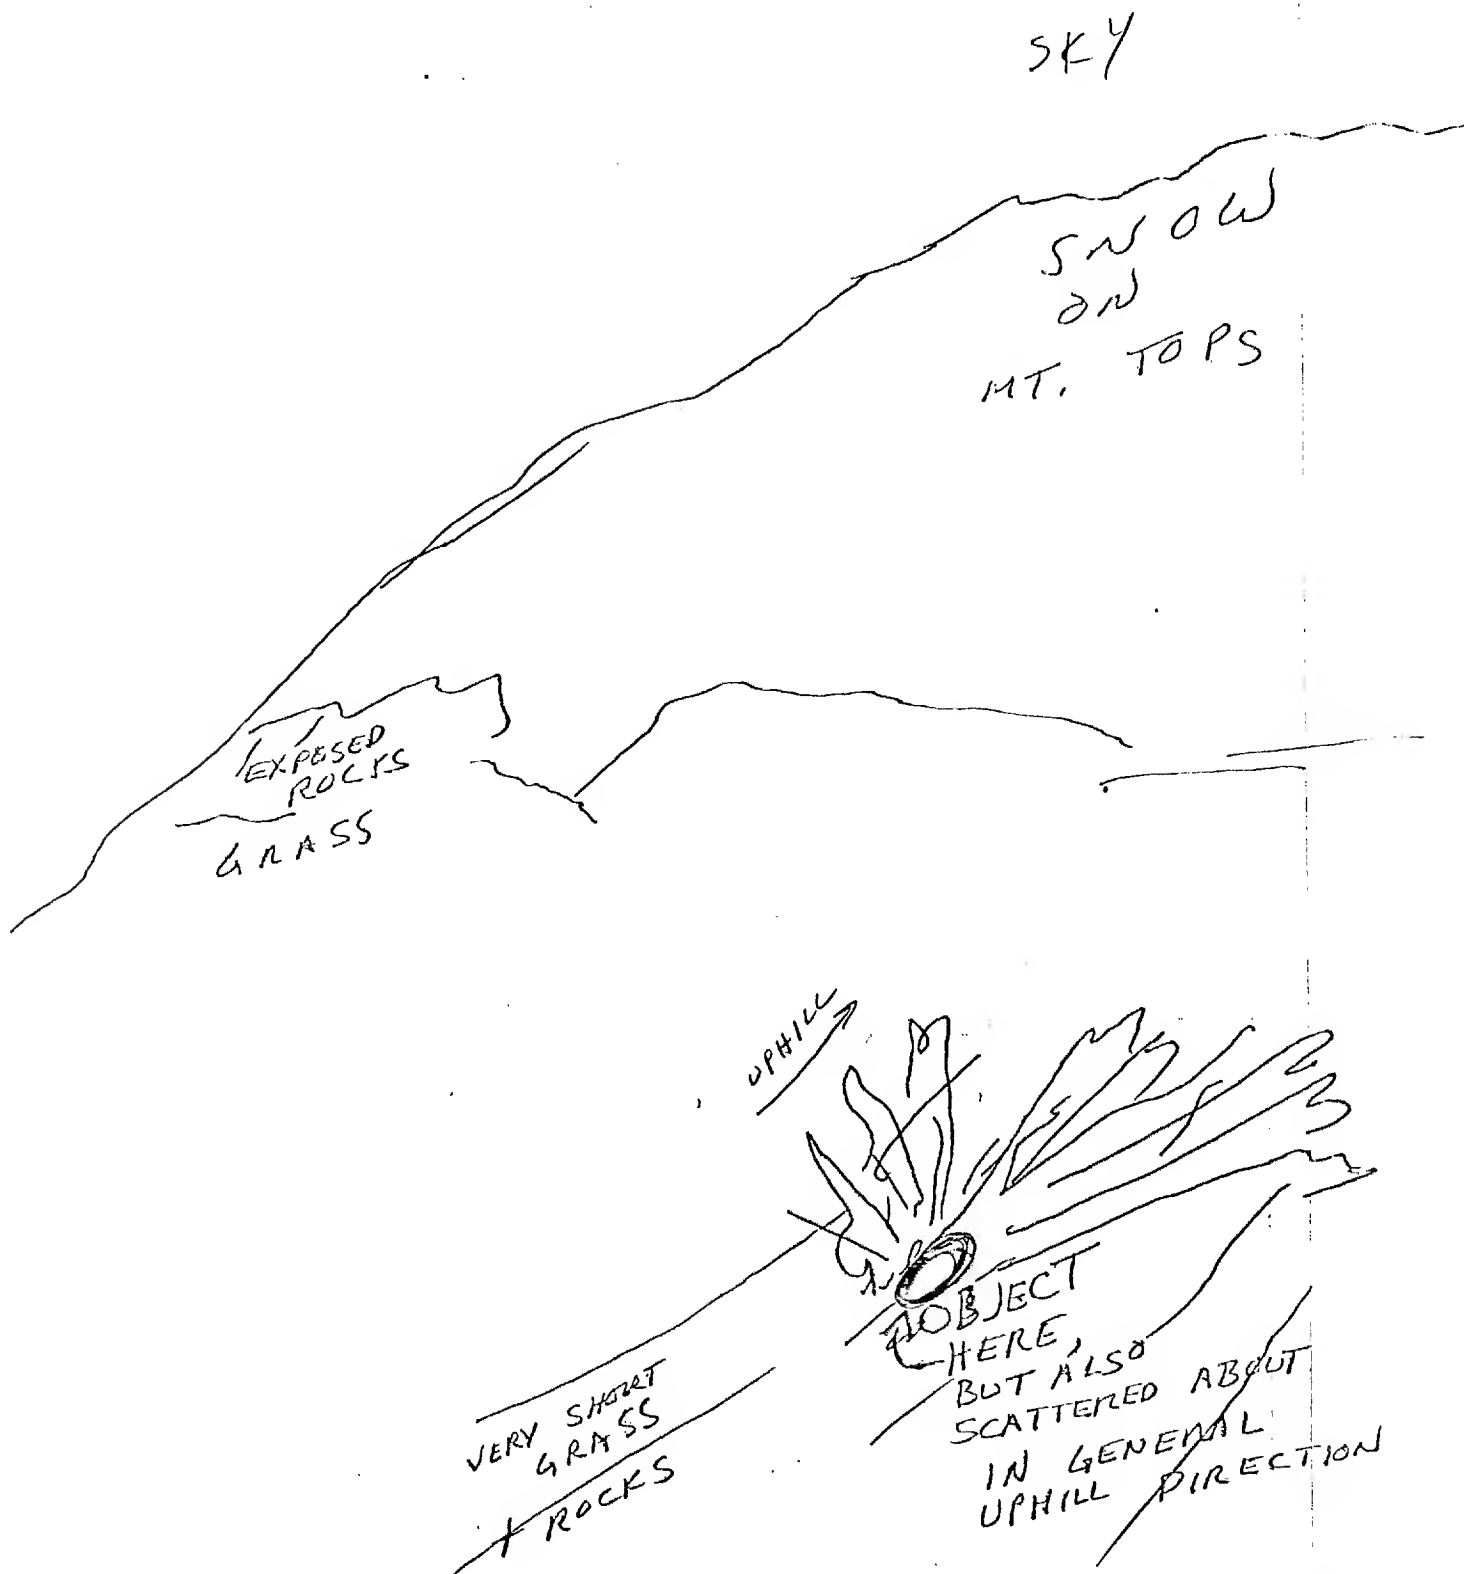 SKY
SNOW
ON
MT. TOPS
EXPOSED
ROCKS
GRASS
UPHILL
OBJECT
HERE,
BUT ALSO
SCATTERED ABOUT
IN GENERAL
UPHILL DIRECTION
VERY SHORT
GRASS
+ ROCKS